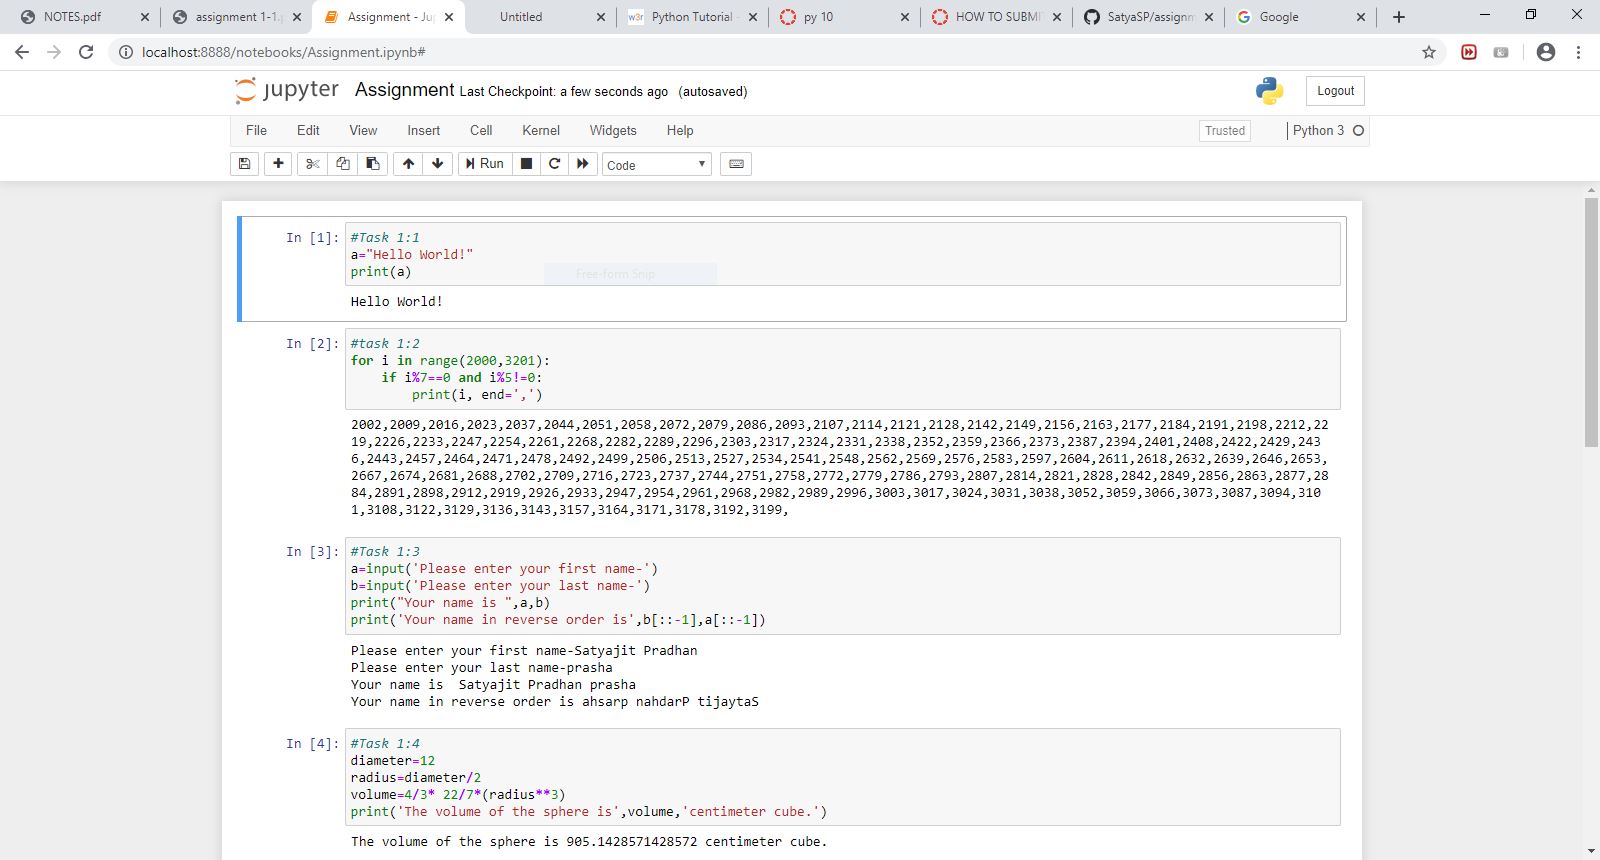 NOTES.pdf
assignment 1-1.p
Assignment - Ju
Untitled
Python Tutorial
py 10
HOW TO SUBMI
SatyaSP/assignm
Google
localhost:8888/notebooks/Assignment.ipynb#
jupyter Assignment Last Checkpoint: a few seconds ago (autosaved)
Logout
File Edit View Insert Cell Kernel Widgets Help
Trusted
Python 3
Run
Code
In [1]: #Task 1:1
a="Hello World!"
print(a)
Free-form Snip
Hello World!
In [2]: #task 1:2
for i in range(2000,3201):
    if i%7==0 and i%5!=0:
        print(i, end=',')
2002,2009,2016,2023,2037,2044,2051,2058,2072,2079,2086,2093,2107,2114,2121,2128,2142,2149,2156,2163,2177,2184,2191,2198,2212,22
19,2226,2233,2247,2254,2261,2268,2282,2289,2296,2303,2317,2324,2331,2338,2352,2359,2366,2373,2387,2394,2401,2408,2422,2429,243
6,2443,2457,2464,2471,2478,2492,2499,2506,2513,2527,2534,2541,2548,2562,2569,2576,2583,2597,2604,2611,2618,2632,2639,2646,2653,
2667,2674,2681,2688,2702,2709,2716,2723,2737,2744,2751,2758,2772,2779,2786,2793,2807,2814,2821,2828,2842,2849,2856,2863,2877,28
84,2891,2898,2912,2919,2926,2933,2947,2954,2961,2968,2982,2989,2996,3003,3017,3024,3031,3038,3052,3059,3066,3073,3087,3094,310
1,3108,3122,3129,3136,3143,3157,3164,3171,3178,3192,3199,
In [3]: #Task 1:3
a=input('Please enter your first name-')
b=input('Please enter your last name-')
print("Your name is ",a,b)
print('Your name in reverse order is',b[::-1],a[::-1])
Please enter your first name-Satyajit Pradhan
Please enter your last name-prasha
Your name is  Satyajit Pradhan prasha
Your name in reverse order is ahsarp nahdarP tijaytaS
In [4]: #Task 1:4
diameter=12
radius=diameter/2
volume=4/3* 22/7*(radius**3)
print('The volume of the sphere is',volume,'centimeter cube.')
The volume of the sphere is 905.1428571428572 centimeter cube.